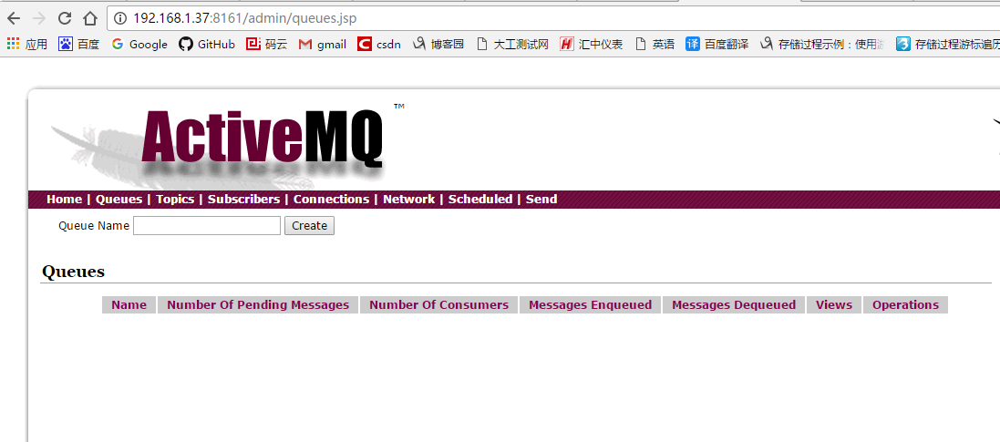 192.168.1.37:8161/admin/queues.jsp
应用 百度 Google GitHub 码云 gmail csdn 博客园 大工测试网 汇中仪表 英语 百度翻译 存储过程示例：使用 存储过程游标遍历
ActiveMQ ™
Home | Queues | Topics | Subscribers | Connections | Network | Scheduled | Send
Queue Name Create
Queues
Name Number Of Pending Messages Number Of Consumers Messages Enqueued Messages Dequeued Views Operations